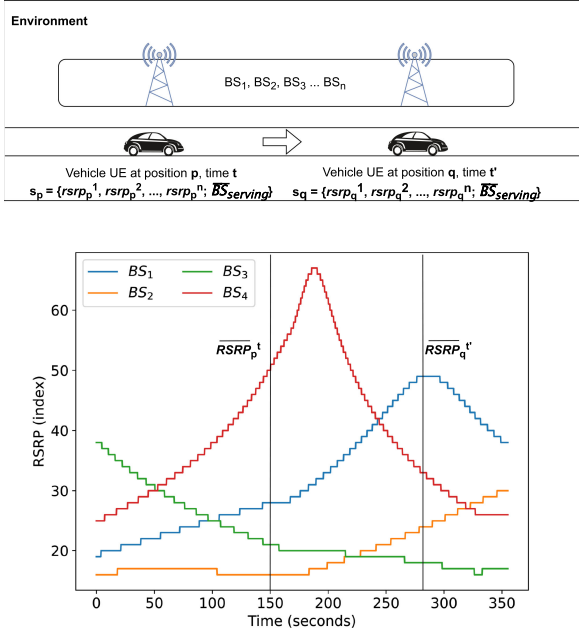 Environment
BS1, BS2, BS3 ... BSn
Vehicle UE at position p, time t
Vehicle UE at position q, time t'
sp = {rsrpp1, rsrpp2, ..., rsrppn; BSserving}
sq = {rsrpq1, rsrpq2, ..., rsrpqn; BSserving}
BS1
BS2
BS3
BS4
RSRPpt
RSRPqt'
60
50
40
30
20
RSRP (index)
0
50
100
150
200
250
300
350
Time (seconds)